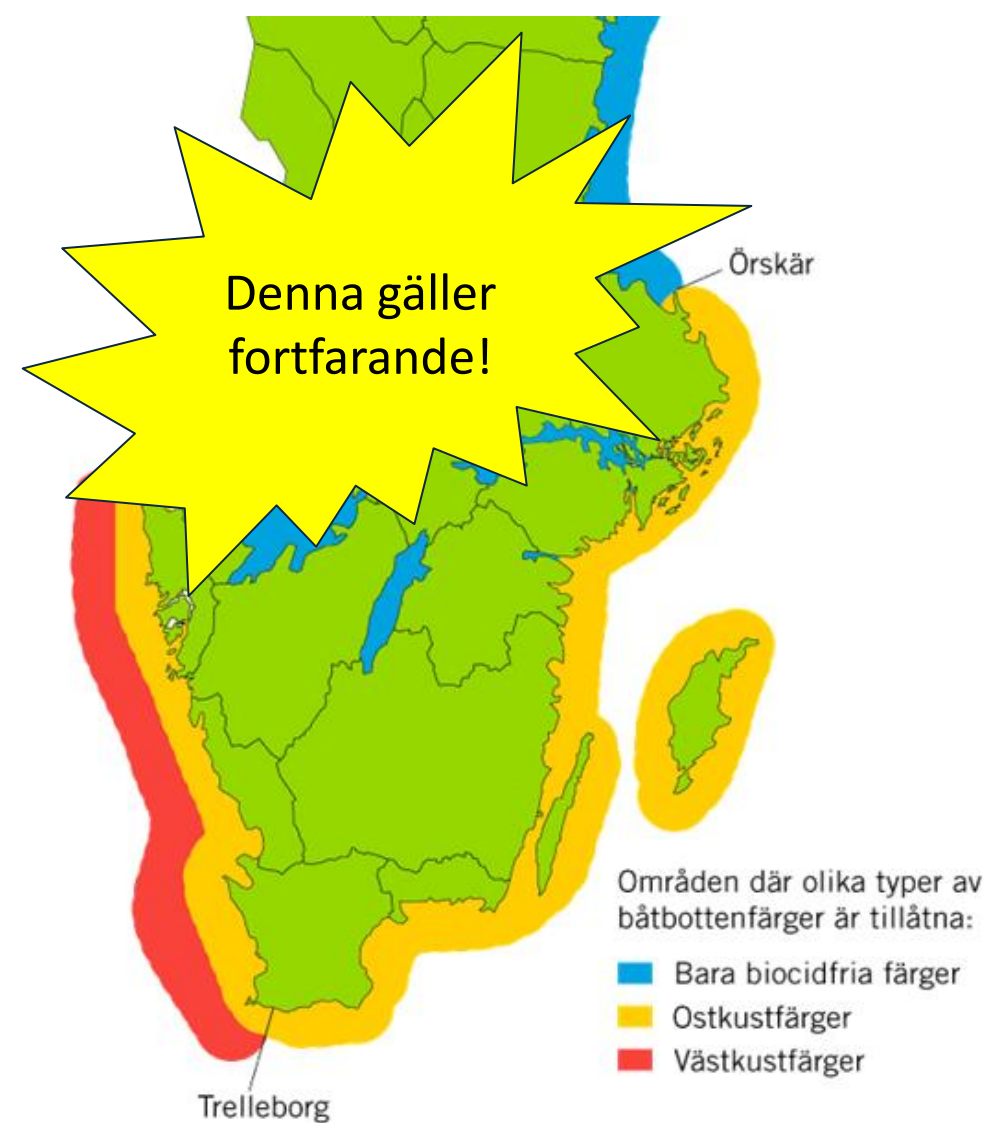 Denna gäller
fortfarande!
Örskär
Områden där olika typer av
båtbottenfärger är tillåtna:
Bara biocidfria färger
Ostkustfärger
Västkustfärger
Trelleborg